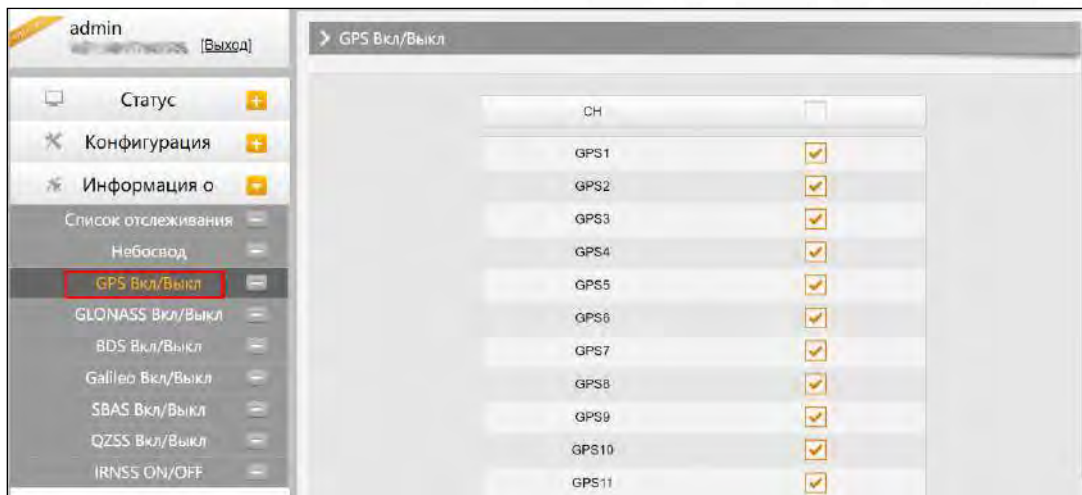 admin
[Выход]
Статус
Конфигурация
Информация о
Список отслеживания
Небосвод
GPS Вкл/Выкл
GLONASS Вкл/Выкл
BDS Вкл/Выкл
Galileo Вкл/Выкл
SBAS Вкл/Выкл
QZSS Вкл/Выкл
IRNSS ON/OFF
GPS Вкл/Выкл
CH
GPS1
GPS2
GPS3
GPS4
GPS5
GPS6
GPS7
GPS8
GPS9
GPS10
GPS11